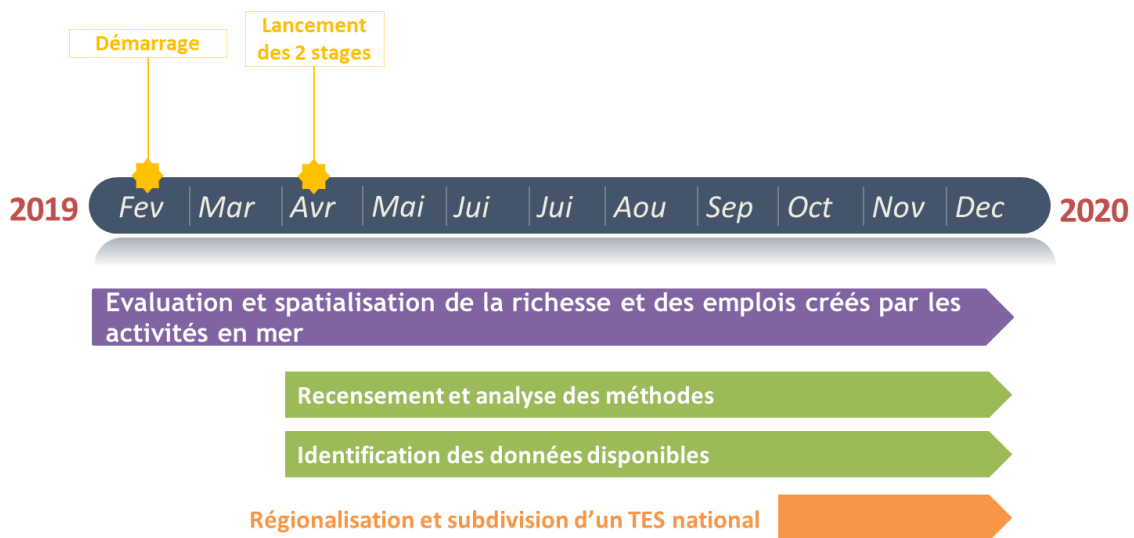 Démarrage
Lancement
des 2 stages
2019 Fev Mar Avr Mai Jui Jui Aou Sep Oct Nov Dec 2020
Evaluation et spatialisation de la richesse et des emplois créés par les
activités en mer
Recensement et analyse des méthodes
Identification des données disponibles
Régionalisation et subdivision d’un TES national